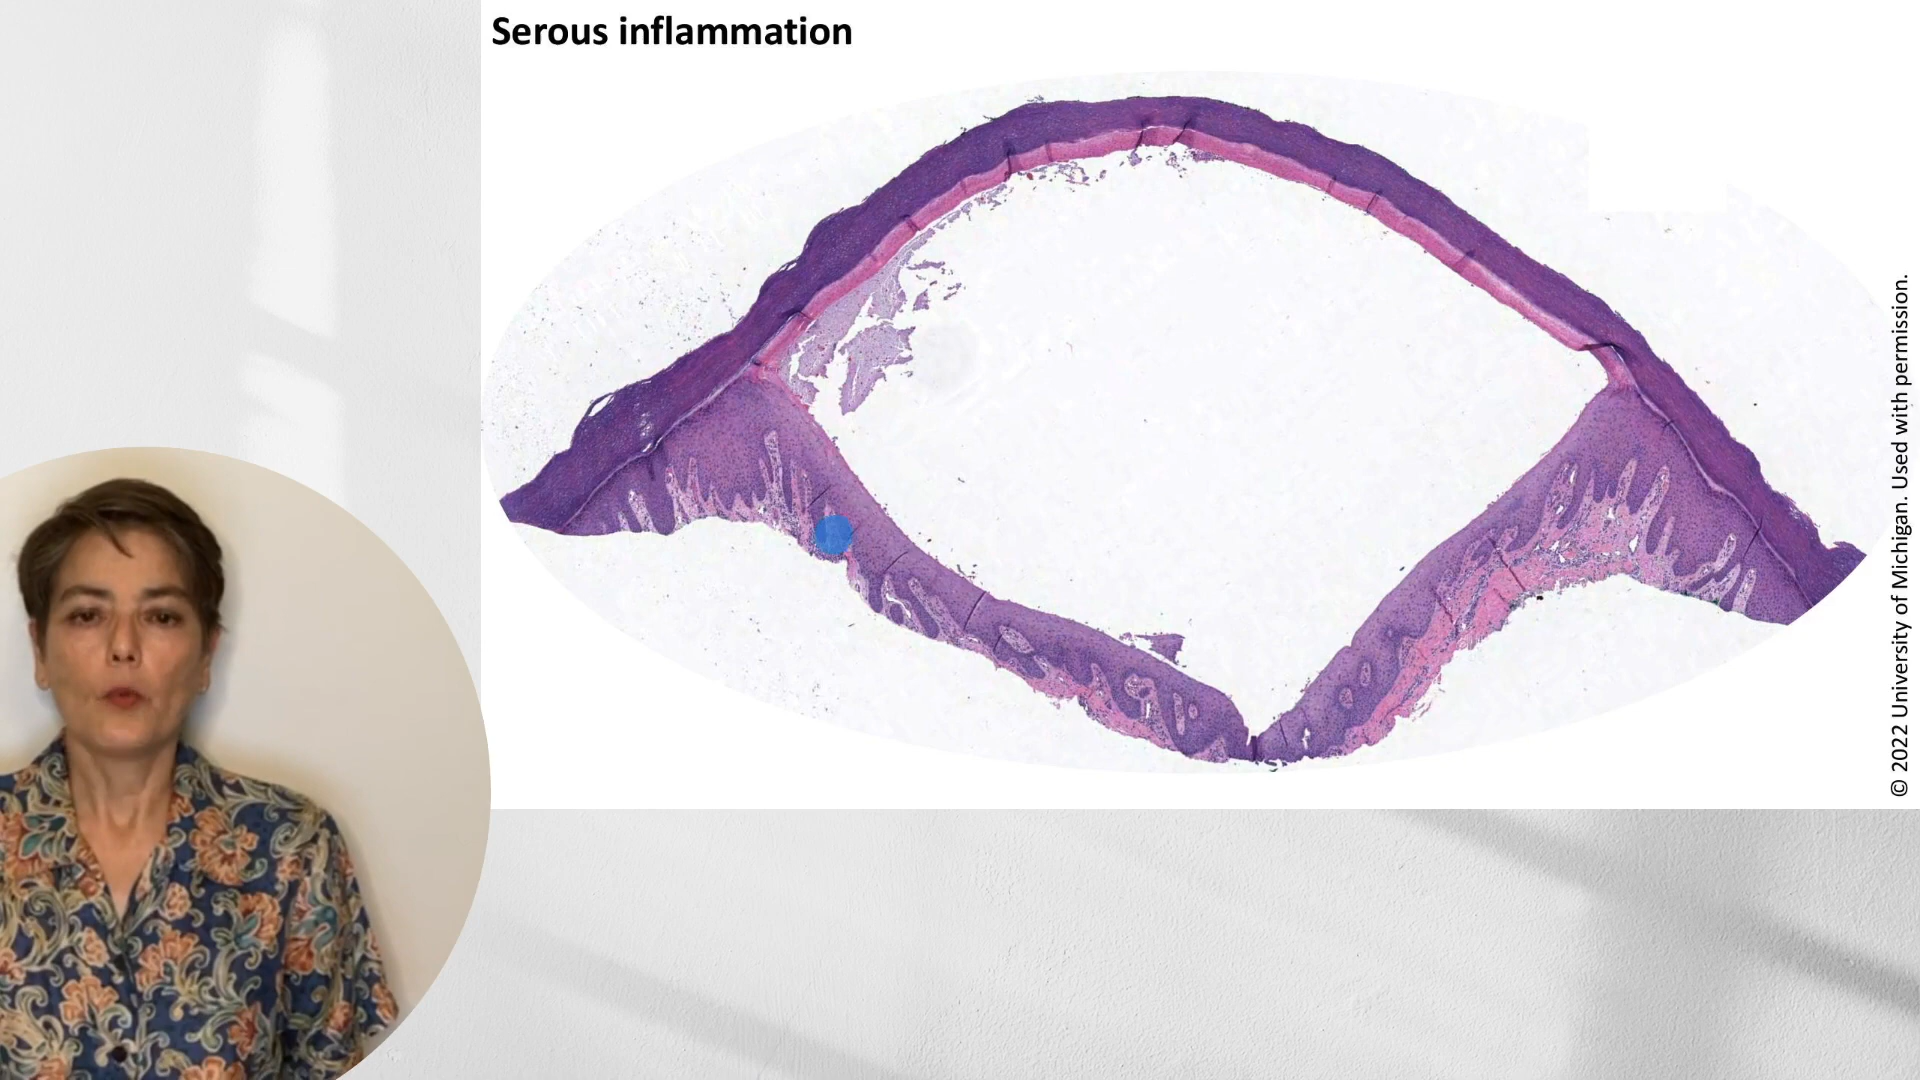 Serous inflammation
© 2022 University of Michigan. Used with permission.